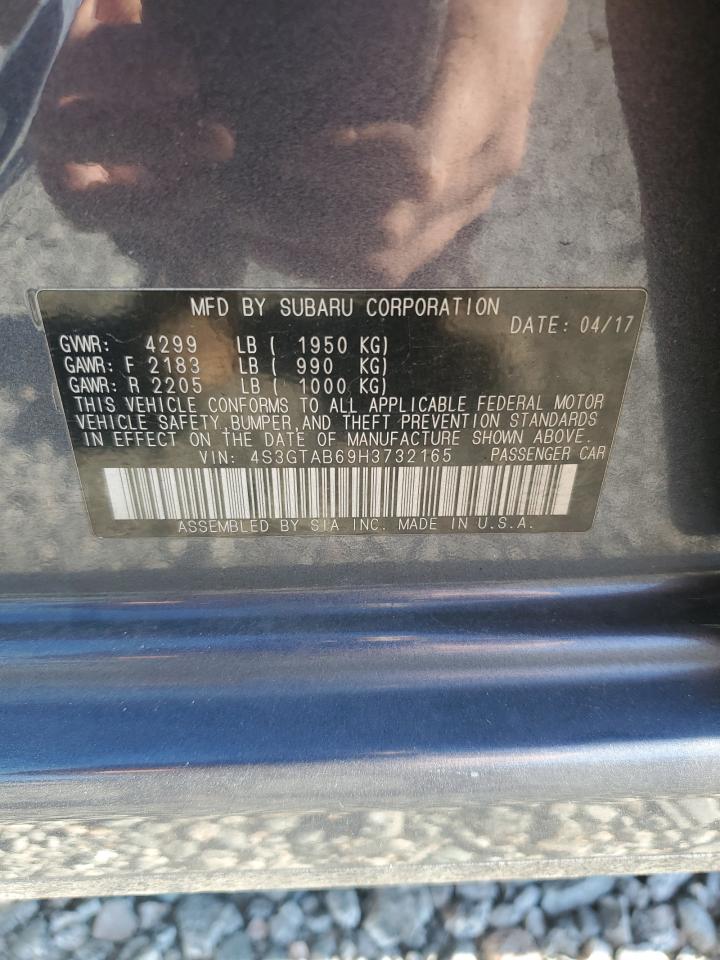 MFD BY SUBARU CORPORATION
DATE: 04/17
GVWR: 4299 LB ( 1950 KG)
GAWR: F 2183 LB ( 990 KG)
GAWR: R 2205 LB ( 1000 KG)
THIS VEHICLE CONFORMS TO ALL APPLICABLE FEDERAL MOTOR
VEHICLE SAFETY,BUMPER,AND THEFT PREVENTION STANDARDS
IN EFFECT ON THE DATE OF MANUFACTURE SHOWN ABOVE.
VIN: 4S3GTAB69H3732165 PASSENGER CAR
ASSEMBLED BY SIA INC. MADE IN U.S.A.